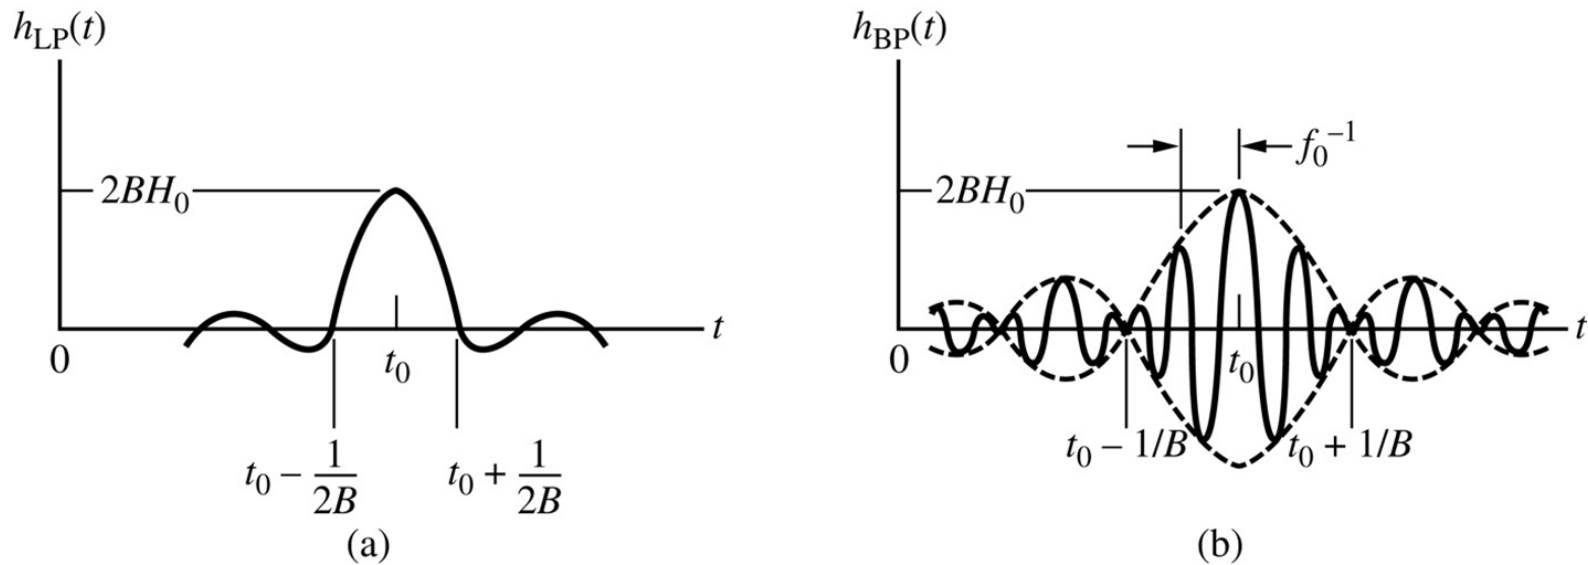 h_LP(t)
2BH_0
0
t_0
t
t_0 − 1/2B
t_0 + 1/2B
(a)
h_BP(t)
f_0^−1
2BH_0
0
t_0
t
t_0 − 1/B
t_0 + 1/B
(b)